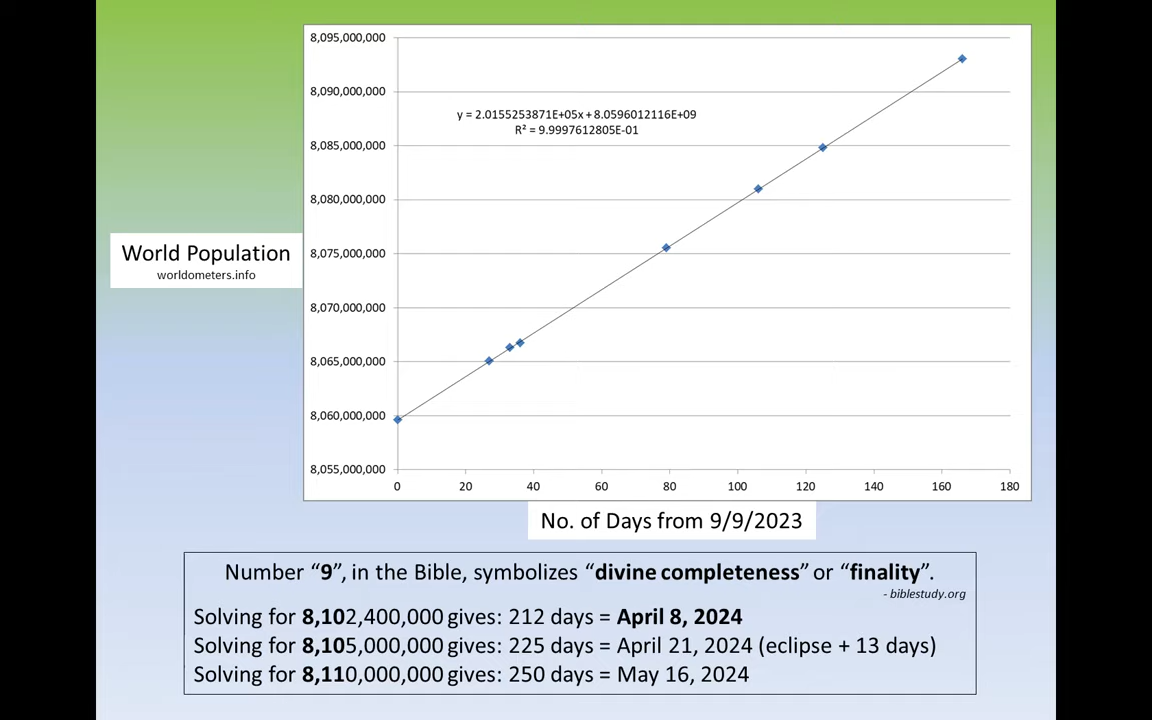 8,095,000,000
8,090,000,000
y = 2.0155253871E+05x + 8.0596012116E+09
R² = 9.9997612805E-01
8,085,000,000
8,080,000,000
8,075,000,000
World Population
worldometers.info
8,070,000,000
8,065,000,000
8,060,000,000
8,055,000,000
0 20 40 60 80 100 120 140 160 180
No. of Days from 9/9/2023
Number “9”, in the Bible, symbolizes “divine completeness” or “finality”.
- biblestudy.org
Solving for 8,102,400,000 gives: 212 days = April 8, 2024
Solving for 8,105,000,000 gives: 225 days = April 21, 2024 (eclipse + 13 days)
Solving for 8,110,000,000 gives: 250 days = May 16, 2024